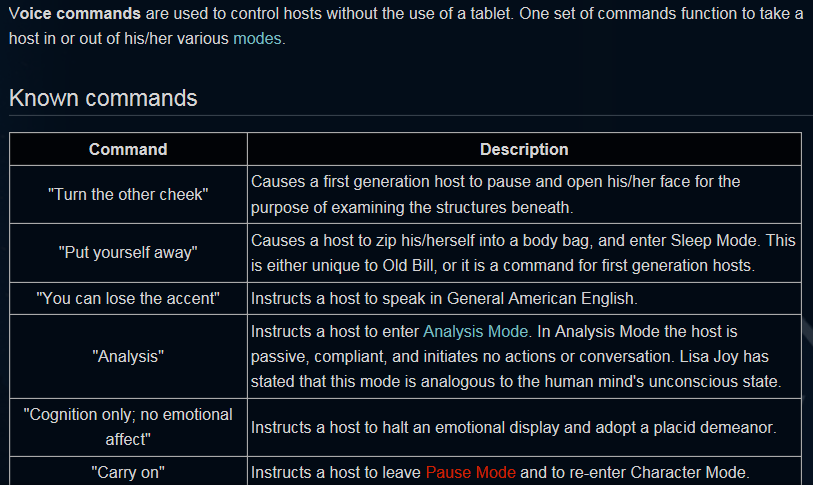 Voice commands are used to control hosts without the use of a tablet. One set of commands function to take a
host in or out of his/her various modes.
Known commands
Command Description
"Turn the other cheek" Causes a first generation host to pause and open his/her face for the
purpose of examining the structures beneath.
"Put yourself away" Causes a host to zip his/herself into a body bag, and enter Sleep Mode. This
is either unique to Old Bill, or it is a command for first generation hosts.
"You can lose the accent" Instructs a host to speak in General American English.
"Analysis" Instructs a host to enter Analysis Mode. In Analysis Mode the host is
passive, compliant, and initiates no actions or conversation. Lisa Joy has
stated that this mode is analogous to the human mind's unconscious state.
"Cognition only; no emotional
affect" Instructs a host to halt an emotional display and adopt a placid demeanor.
"Carry on" Instructs a host to leave Pause Mode and to re-enter Character Mode.